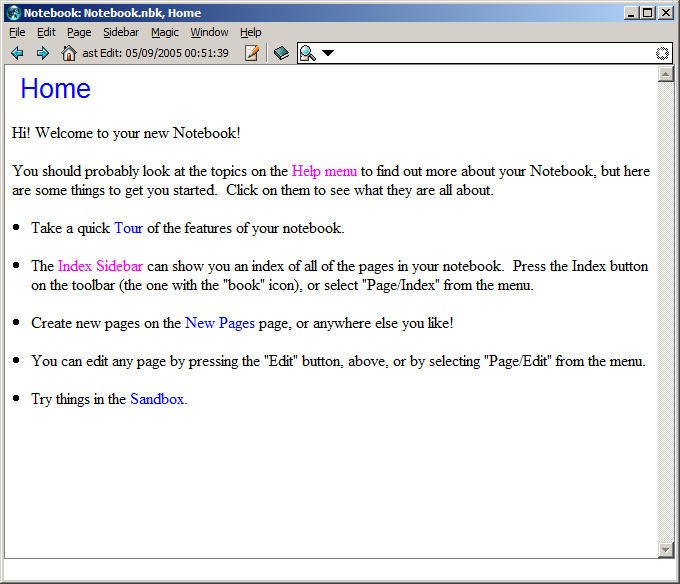 Notebook: Notebook.nbk, Home
File Edit Page Sidebar Magic Window Help
ast Edit: 05/09/2005 00:51:39
Home
Hi! Welcome to your new Notebook!
You should probably look at the topics on the Help menu to find out more about your Notebook, but here
are some things to get you started. Click on them to see what they are all about.
• Take a quick Tour of the features of your notebook.
• The Index Sidebar can show you an index of all of the pages in your notebook. Press the Index button
on the toolbar (the one with the "book" icon), or select "Page/Index" from the menu.
• Create new pages on the New Pages page, or anywhere else you like!
• You can edit any page by pressing the "Edit" button, above, or by selecting "Page/Edit" from the menu.
• Try things in the Sandbox.